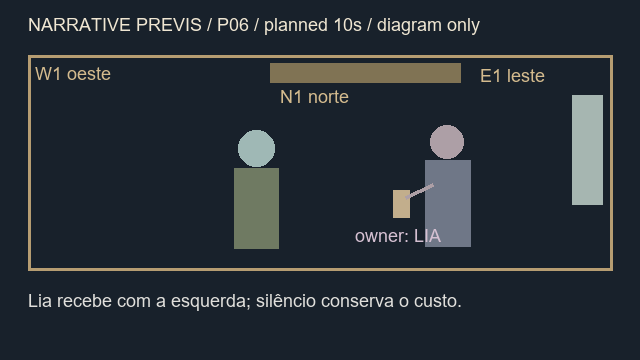 NARRATIVE PREVIS / P06 / planned 10s / diagram only
W1 oeste
E1 leste
N1 norte
owner: LIA
Lia recebe com a esquerda; silêncio conserva o custo.